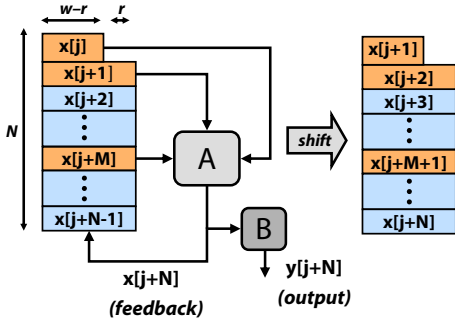 w−r
r
N
x[j]
x[j+1]
x[j+2]
x[j+M]
x[j+N-1]
A
B
x[j+N]
(feedback)
y[j+N]
(output)
shift
x[j+1]
x[j+2]
x[j+3]
x[j+M+1]
x[j+N]